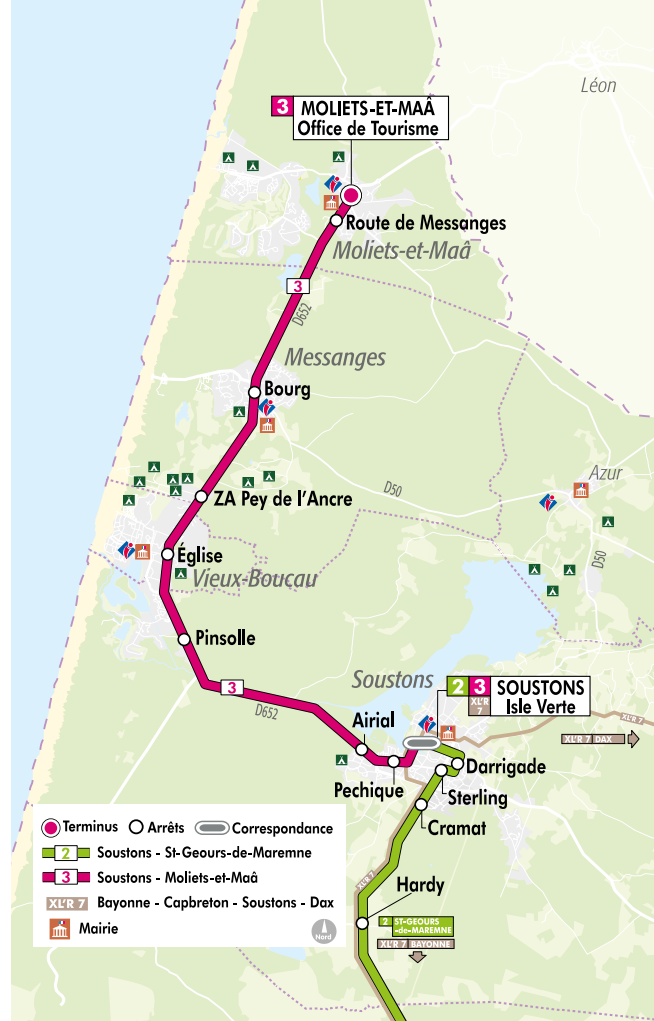 Léon
3 MOLIETS-ET-MAÂ
Office de Tourisme
Route de Messanges
Moliets-et-Maâ
3
D652
Messanges
Bourg
Azur
ZA Pey de l'Ancre
D50
D50
Église
Vieux-Boucau
Pinsolle
Soustons
3
2 3 SOUSTONS
XL'R 7
Isle Verte
D652
Airial
XL'R 7
XL'R 7 DAX
Darrigade
Pechique
Sterling
Cramat
XL'R 7
Hardy
2 ST-GEOURS
-de-MAREMNE
XL'R 7 BAYONNE
Terminus Arrêts Correspondance
2 Soustons - St-Geours-de-Maremne
3 Soustons - Moliets-et-Maâ
XL'R 7 Bayonne - Capbreton - Soustons - Dax
Mairie
Nord